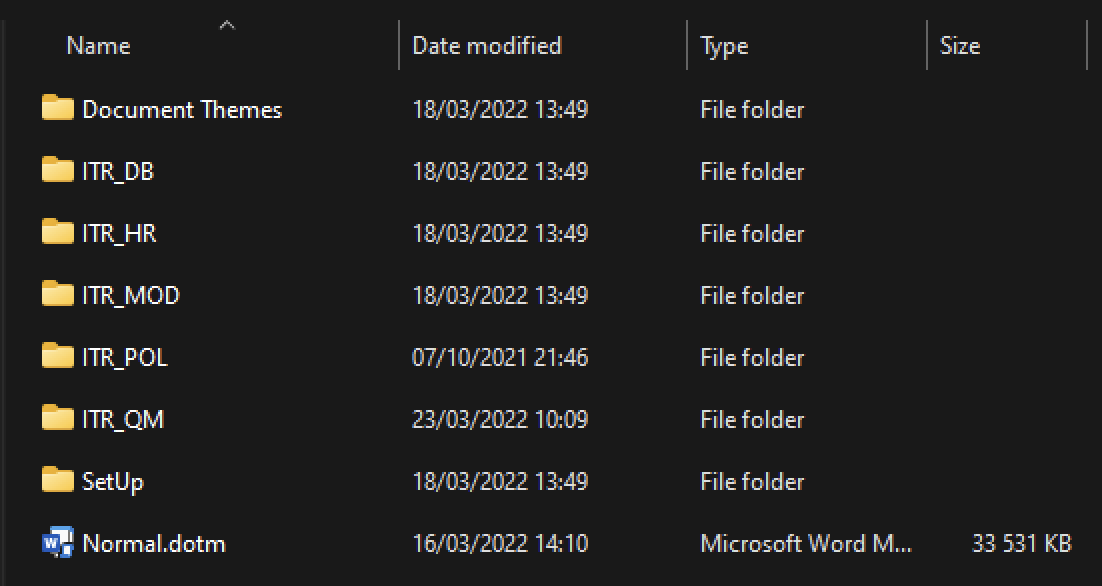 Name Date modified Type Size
Document Themes 18/03/2022 13:49 File folder
ITR_DB 18/03/2022 13:49 File folder
ITR_HR 18/03/2022 13:49 File folder
ITR_MOD 18/03/2022 13:49 File folder
ITR_POL 07/10/2021 21:46 File folder
ITR_QM 23/03/2022 10:09 File folder
SetUp 18/03/2022 13:49 File folder
Normal.dotm 16/03/2022 14:10 Microsoft Word M... 33 531 KB